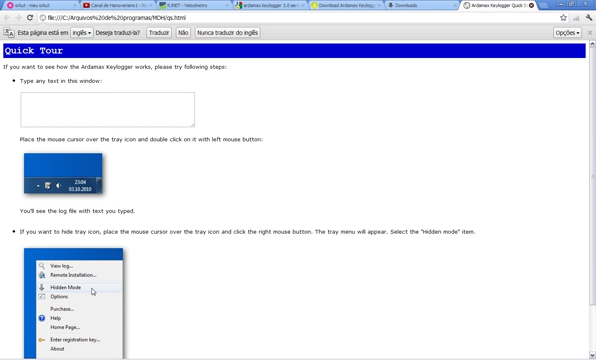 orkut - meu orkut
Canal de Hanoveriano1 - Yo
RJNET - Velocímetro
ardamax keylogger 3.0 seri
Download Ardamax Keylogg
Downloads
Ardamax Keylogger Quick T
file:///C:/Arquivos%20de%20programas/MDH/qs.html
Esta página está em inglês Deseja traduzi-la? Traduzir Não Nunca traduzir do inglês Opções
Quick Tour
If you want to see how the Ardamax Keylogger works, please try following steps:
Type any text in this window:
Place the mouse cursor over the tray icon and double click on it with left mouse button:
23:04
03.10.2010
You'll see the log file with text you typed.
If you want to hide tray icon, place the mouse cursor over the tray icon and click the right mouse button. The tray menu will appear. Select the "Hidden mode" item.
View log...
Remote Installation...
Hidden Mode
Options
Purchase...
Help
Home Page...
Enter registration key...
About